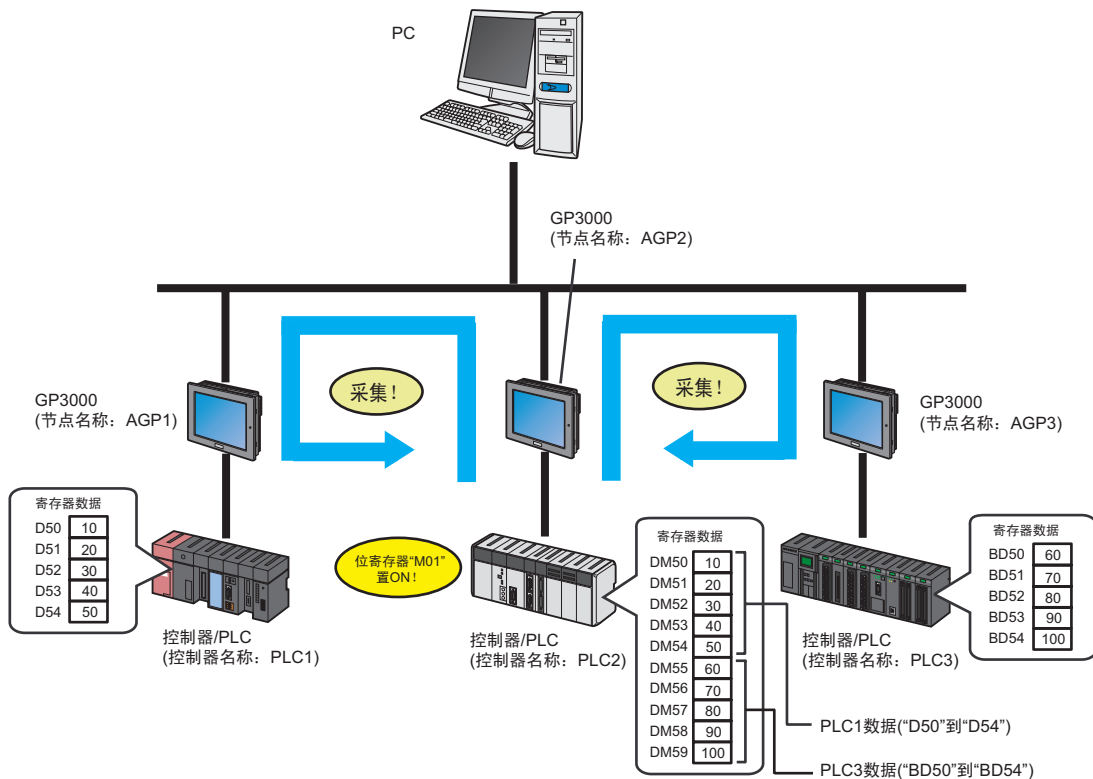 PC
GP3000
(节点名称：AGP2)
采集！
采集！
GP3000
(节点名称：AGP1)
GP3000
(节点名称：AGP3)
寄存器数据
D50 10
D51 20
D52 30
D53 40
D54 50
控制器/PLC
(控制器名称：PLC1)
位寄存器“M01”
置ON！
控制器/PLC
(控制器名称：PLC2)
寄存器数据
DM50 10
DM51 20
DM52 30
DM53 40
DM54 50
DM55 60
DM56 70
DM57 80
DM58 90
DM59 100
控制器/PLC
(控制器名称：PLC3)
寄存器数据
BD50 60
BD51 70
BD52 80
BD53 90
BD54 100
PLC1数据(“D50”到“D54”)
PLC3数据(“BD50”到“BD54”)